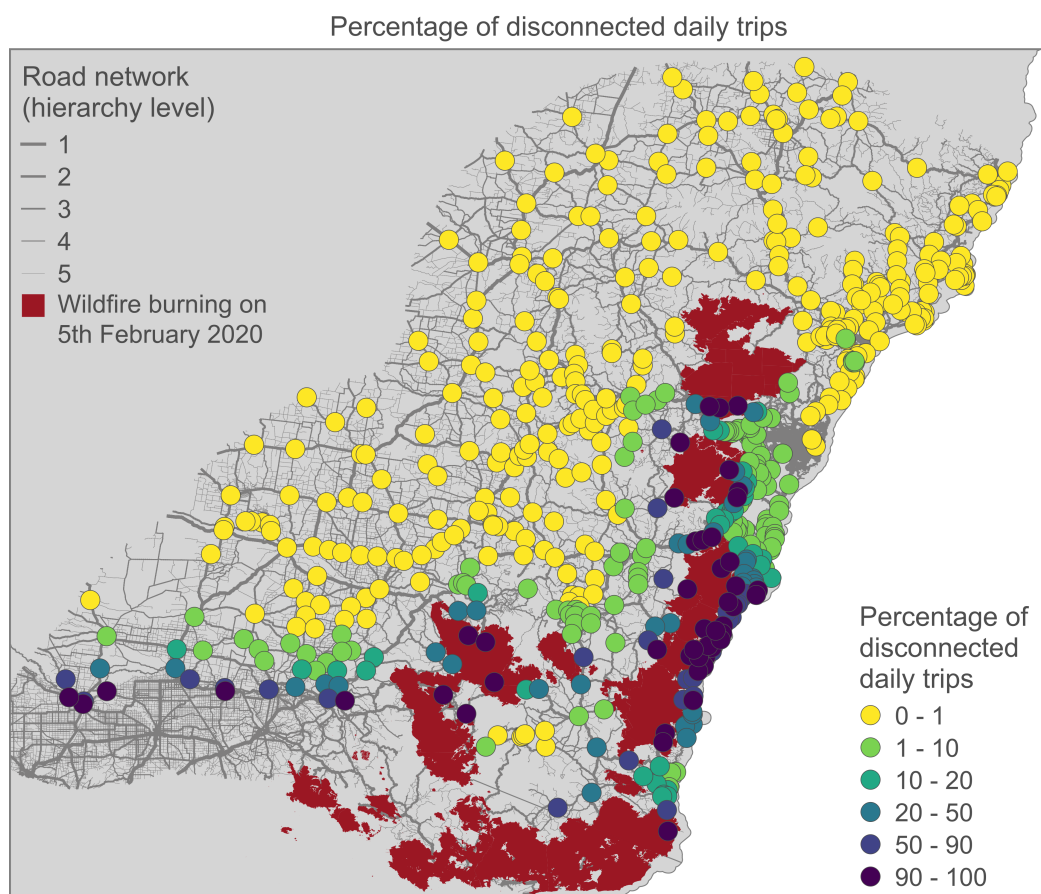 Percentage of disconnected daily trips
Road network
(hierarchy level)
1
2
3
4
5
Wildfire burning on
5th February 2020
Percentage of
disconnected
daily trips
0 - 1
1 - 10
10 - 20
20 - 50
50 - 90
90 - 100